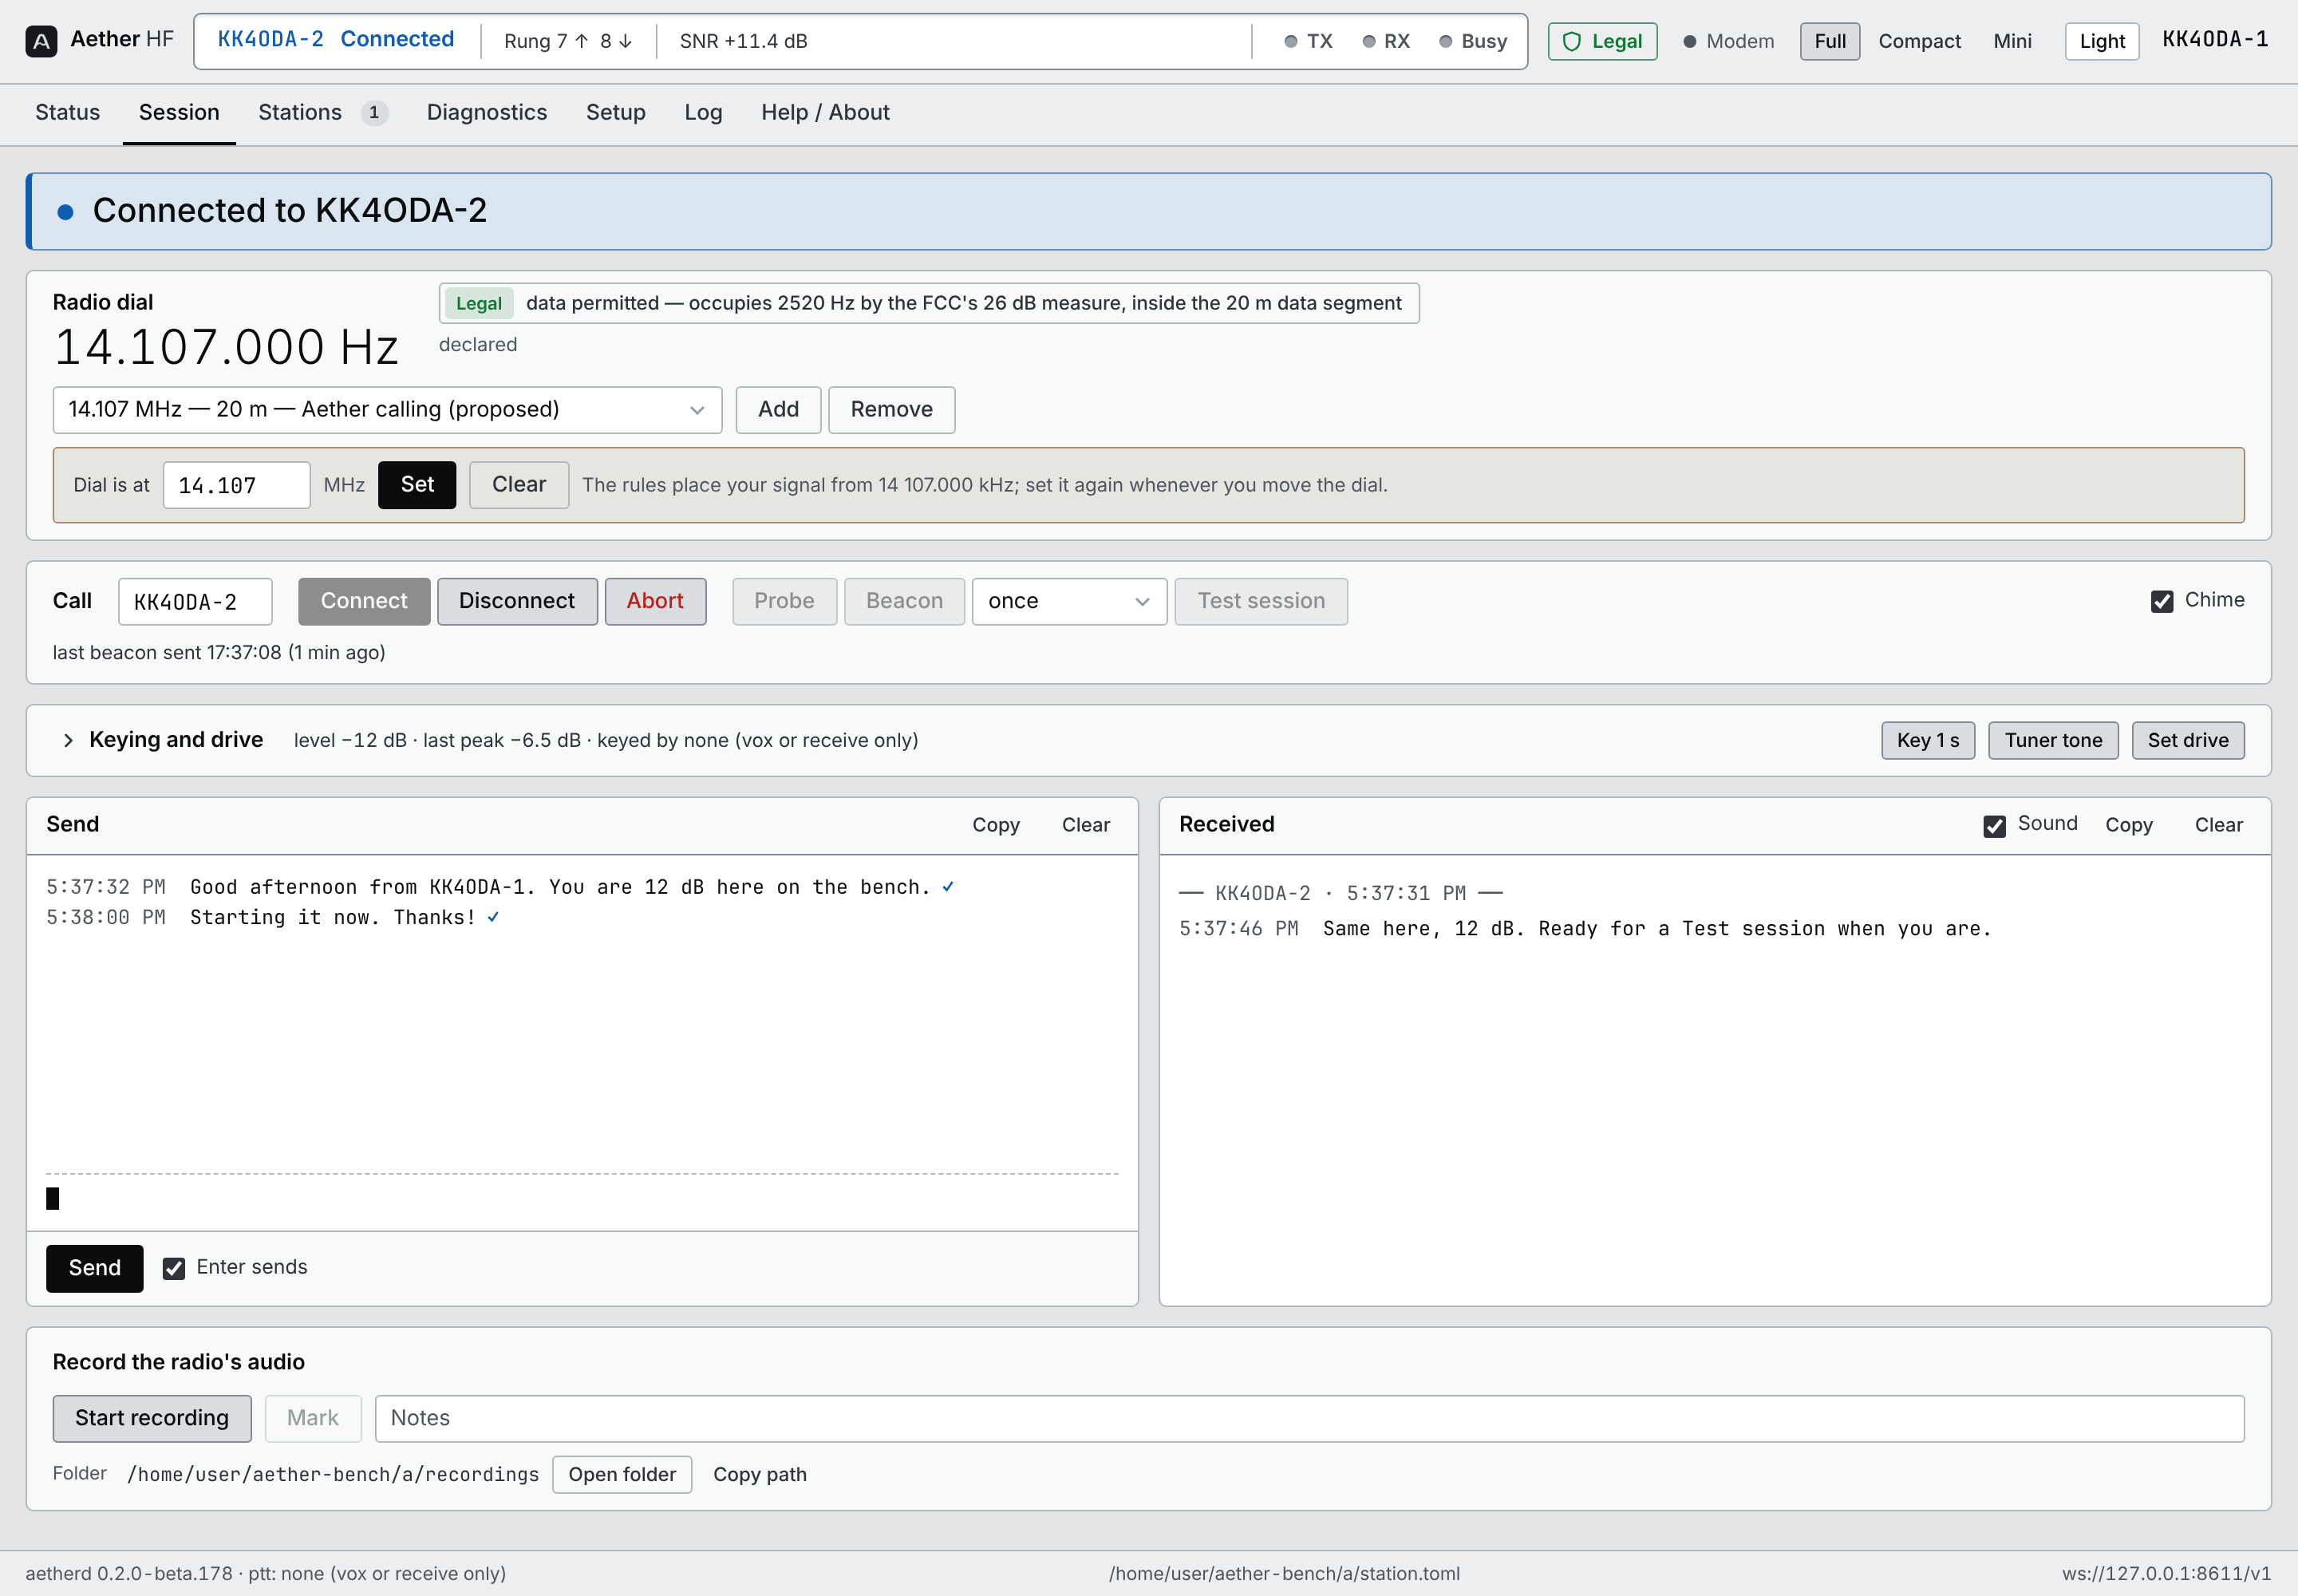 Aether HF
KK4ODA-2 Connected Rung 7 ↑ 8 ↓ SNR +11.4 dB TX RX Busy
Legal Modem Full Compact Mini Light KK4ODA-1
Status Session Stations 1 Diagnostics Setup Log Help / About
Connected to KK4ODA-2
Radio dial
14.107.000 Hz
Legal data permitted — occupies 2520 Hz by the FCC's 26 dB measure, inside the 20 m data segment
declared
14.107 MHz — 20 m — Aether calling (proposed) Add Remove
Dial is at 14.107 MHz Set Clear The rules place your signal from 14 107.000 kHz; set it again whenever you move the dial.
Call KK4ODA-2 Connect Disconnect Abort Probe Beacon once Test session Chime
last beacon sent 17:37:08 (1 min ago)
Keying and drive level −12 dB · last peak −6.5 dB · keyed by none (vox or receive only) Key 1 s Tuner tone Set drive
Send Copy Clear
5:37:32 PM Good afternoon from KK4ODA-1. You are 12 dB here on the bench. ✓
5:38:00 PM Starting it now. Thanks! ✓
Send Enter sends
Received Sound Copy Clear
── KK4ODA-2 · 5:37:31 PM ──
5:37:46 PM Same here, 12 dB. Ready for a Test session when you are.
Record the radio's audio
Start recording Mark Notes
Folder /home/user/aether-bench/a/recordings Open folder Copy path
aetherd 0.2.0-beta.178 · ptt: none (vox or receive only) /home/user/aether-bench/a/station.toml ws://127.0.0.1:8611/v1